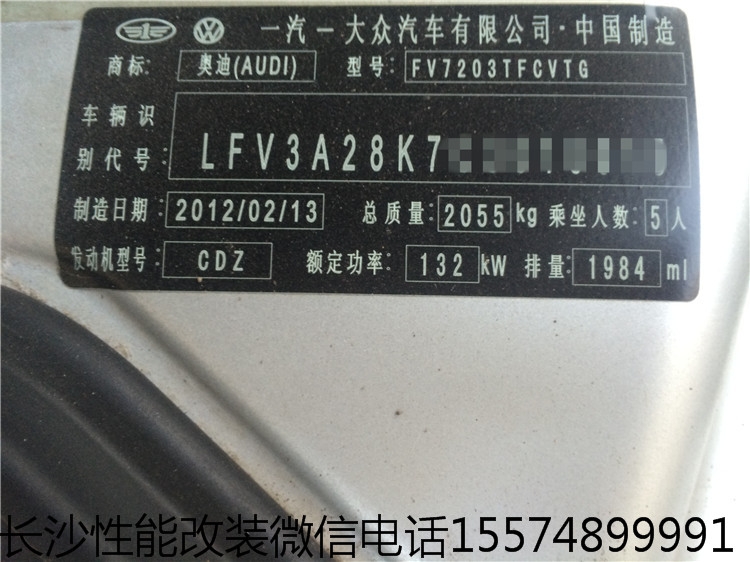 一汽一大众汽车有限公司·中国制造
商标: 奥迪(AUDI) 型号: FV7203TFCVTG
车辆识
别代号: LFV3A28K7
制造日期: 2012/02/13 总质量: 2055 kg 乘坐人数: 5 人
发动机型号: CDZ 额定功率: 132 kW 排量: 1984 ml
长沙性能改装微信电话15574899991